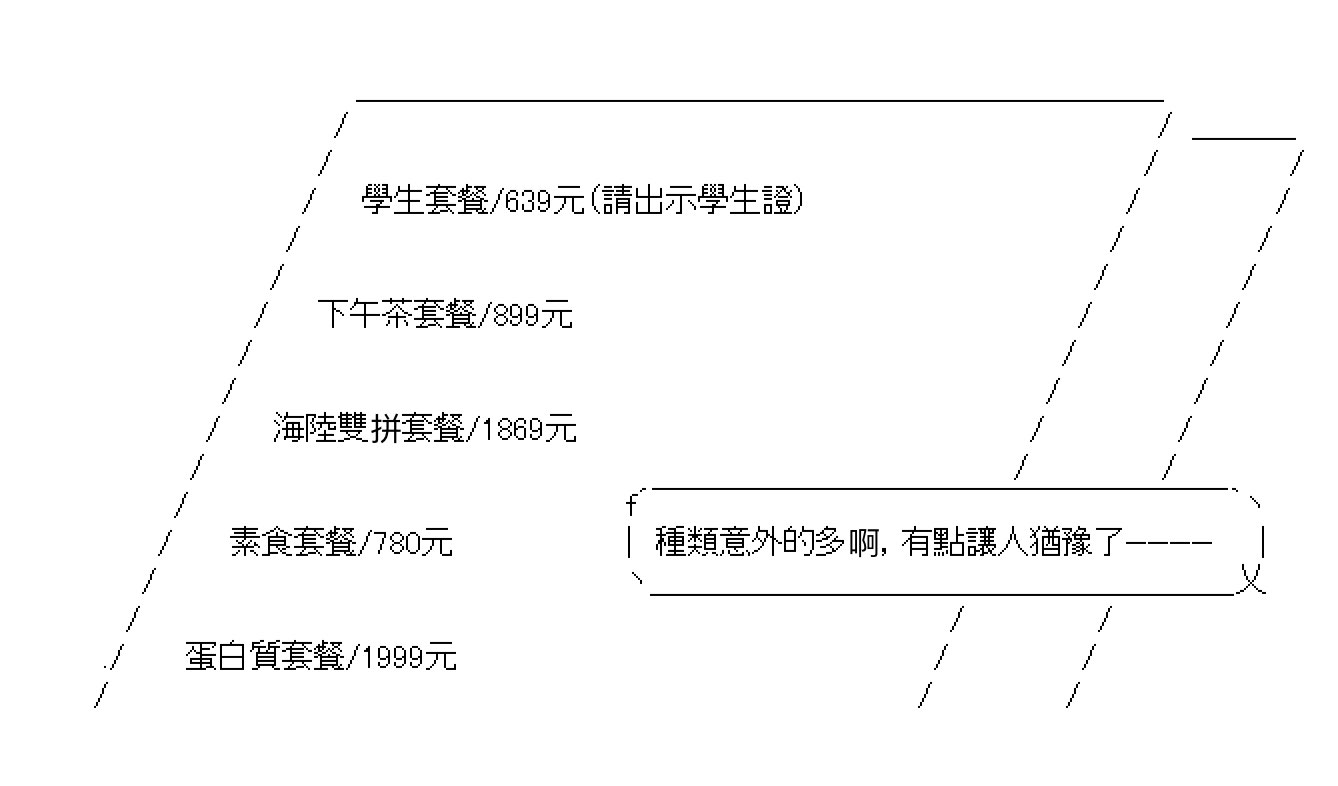 學生套餐/639元(請出示學生證)
下午茶套餐/899元
海陸雙拼套餐/1869元
素食套餐/780元
種類意外的多啊, 有點讓人猶豫了────
蛋白質套餐/1999元